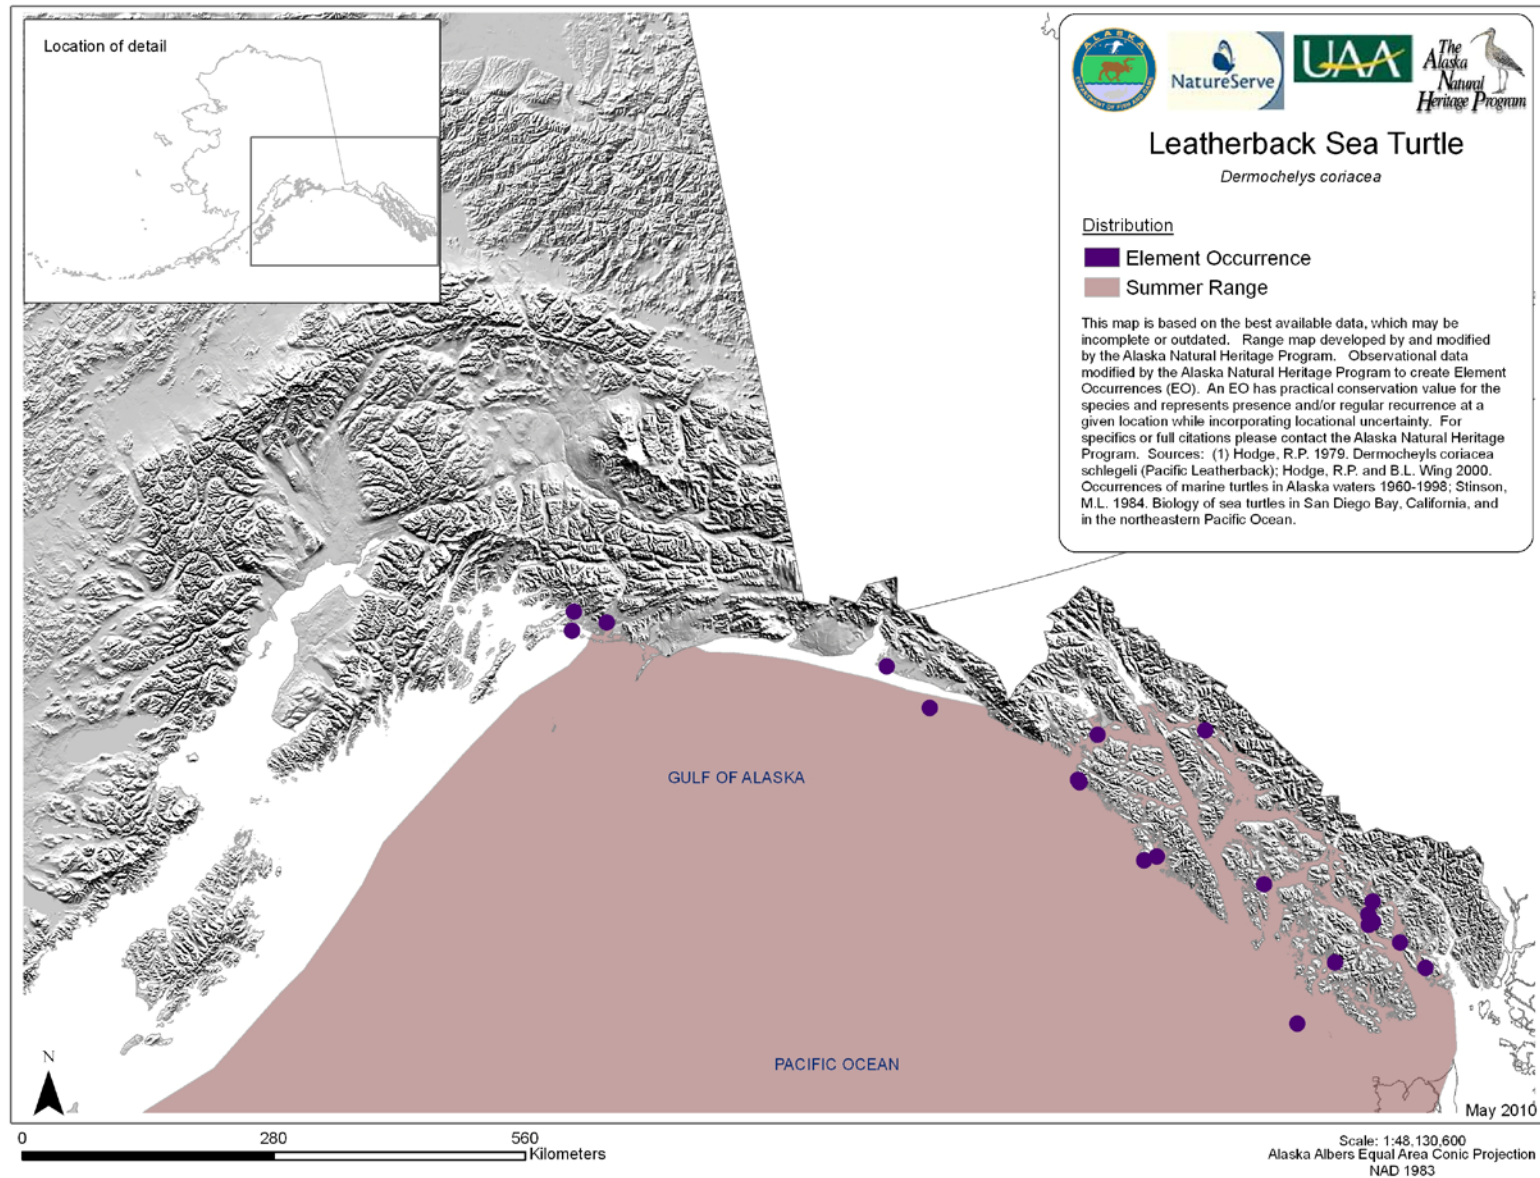 Location of detail
ALASKA
DEPARTMENT OF FISH AND GAME
NatureServe
UAA
The
Alaska
Natural
Heritage Program
Leatherback Sea Turtle
Dermochelys coriacea
Distribution
Element Occurrence
Summer Range
This map is based on the best available data, which may be
incomplete or outdated. Range map developed by and modified
by the Alaska Natural Heritage Program. Observational data
modified by the Alaska Natural Heritage Program to create Element
Occurrences (EO). An EO has practical conservation value for the
species and represents presence and/or regular recurrence at a
given location while incorporating locational uncertainty. For
specifics or full citations please contact the Alaska Natural Heritage
Program. Sources: (1) Hodge, R.P. 1979. Dermocheyls coriacea
schlegeli (Pacific Leatherback); Hodge, R.P. and B.L. Wing 2000.
Occurrences of marine turtles in Alaska waters 1960-1998; Stinson,
M.L. 1984. Biology of sea turtles in San Diego Bay, California, and
in the northeastern Pacific Ocean.
GULF OF ALASKA
PACIFIC OCEAN
N
May 2010
0 280 560
Kilometers
Scale: 1:48,130,600
Alaska Albers Equal Area Conic Projection
NAD 1983